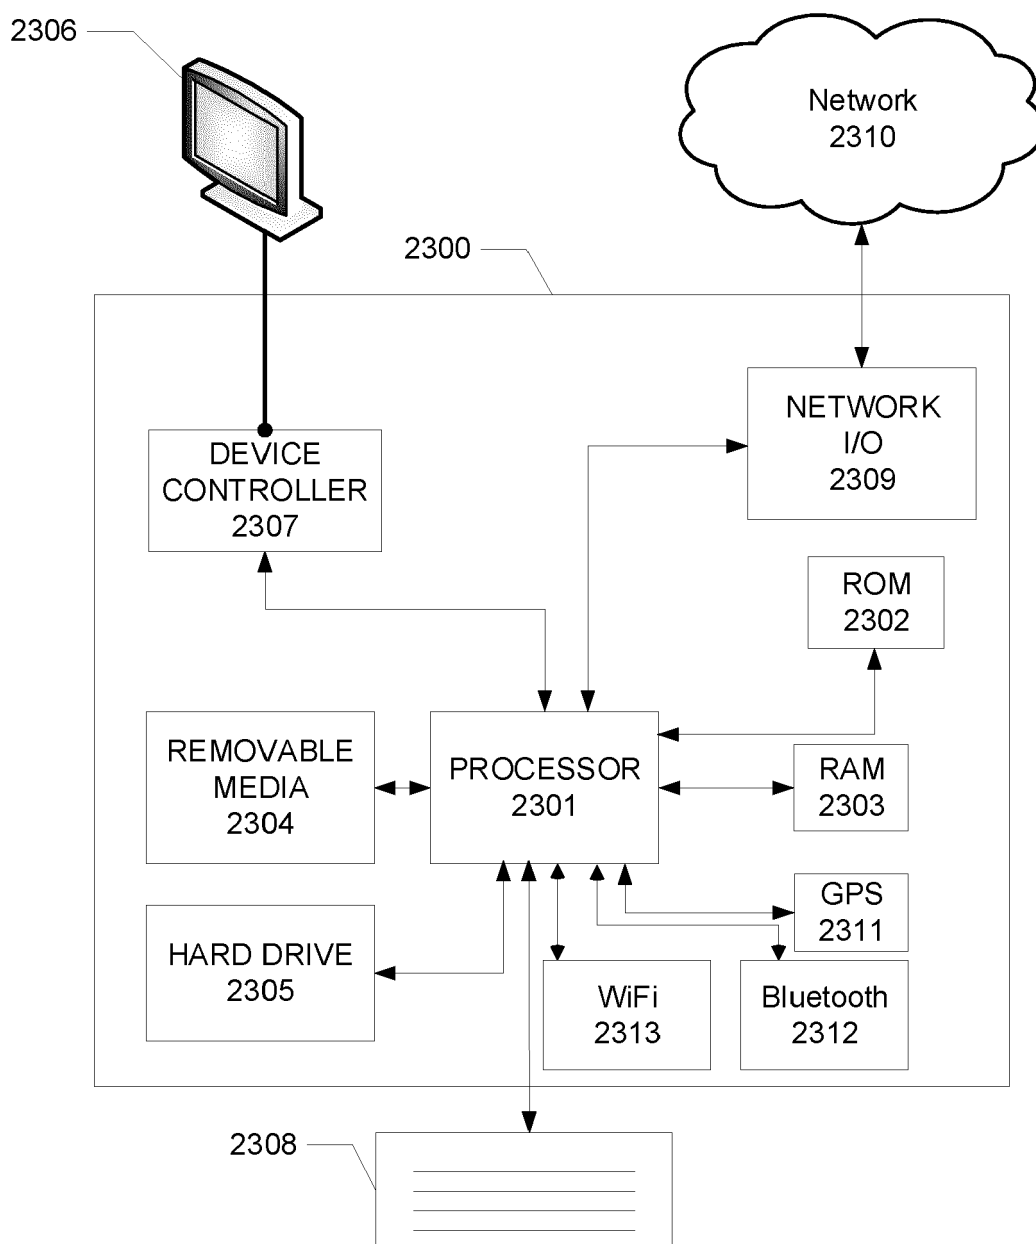 2306
Network
2310
2300
NETWORK
I/O
2309
DEVICE
CONTROLLER
2307
ROM
2302
REMOVABLE
MEDIA
2304
PROCESSOR
2301
RAM
2303
GPS
2311
HARD DRIVE
2305
WiFi
2313
Bluetooth
2312
2308